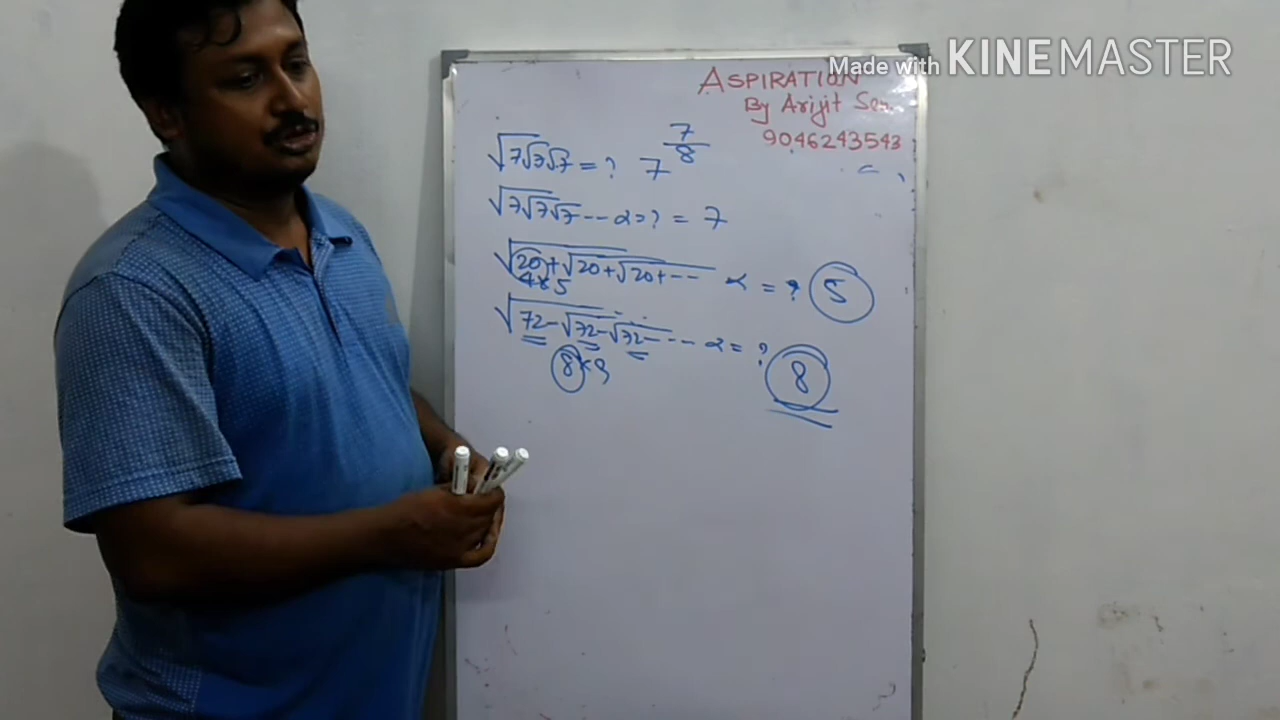 Made with KINEMASTER
ASPIRATION
By Arijit Sen
9046243543
√7√7√7 = ? 7^7/8
√7√7√7 --- α = ? = 7
√20+√20+√20+--- α = ? 5
4×5
√72-√72-√72---- α = ? 8
8×9